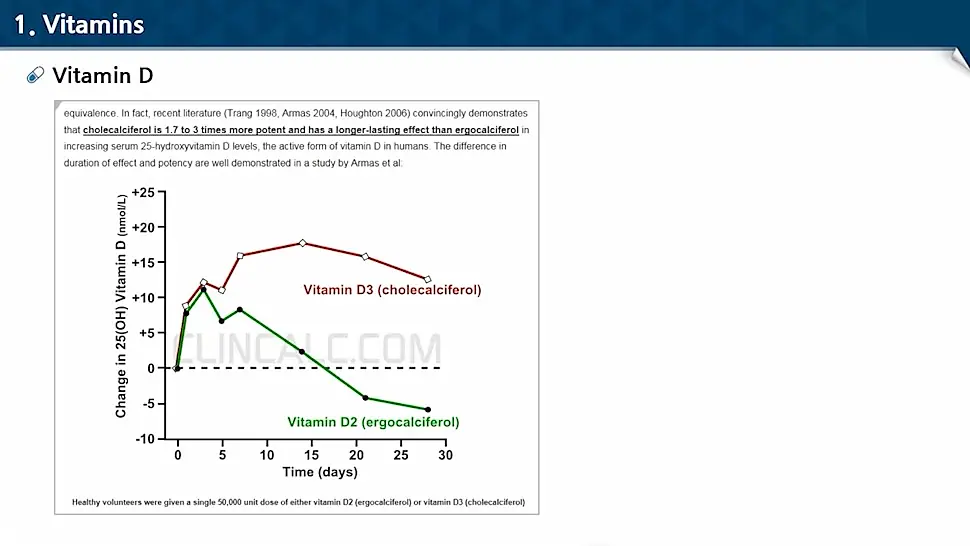 1. Vitamins
Vitamin D
equivalence. In fact, recent literature (Trang 1998, Armas 2004, Houghton 2006) convincingly demonstrates
that cholecalciferol is 1.7 to 3 times more potent and has a longer-lasting effect than ergocalciferol in
increasing serum 25-hydroxyvitamin D levels, the active form of vitamin D in humans. The difference in
duration of effect and potency are well demonstrated in a study by Armas et al:
Change in 25(OH) Vitamin D (nmol/L)
+25
+20
+15
+10
+5
0
-5
-10
Vitamin D3 (cholecalciferol)
CLINCALC.COM
Vitamin D2 (ergocalciferol)
0 5 10 15 20 25 30
Time (days)
Healthy volunteers were given a single 50,000 unit dose of either vitamin D2 (ergocalciferol) or vitamin D3 (cholecalciferol)